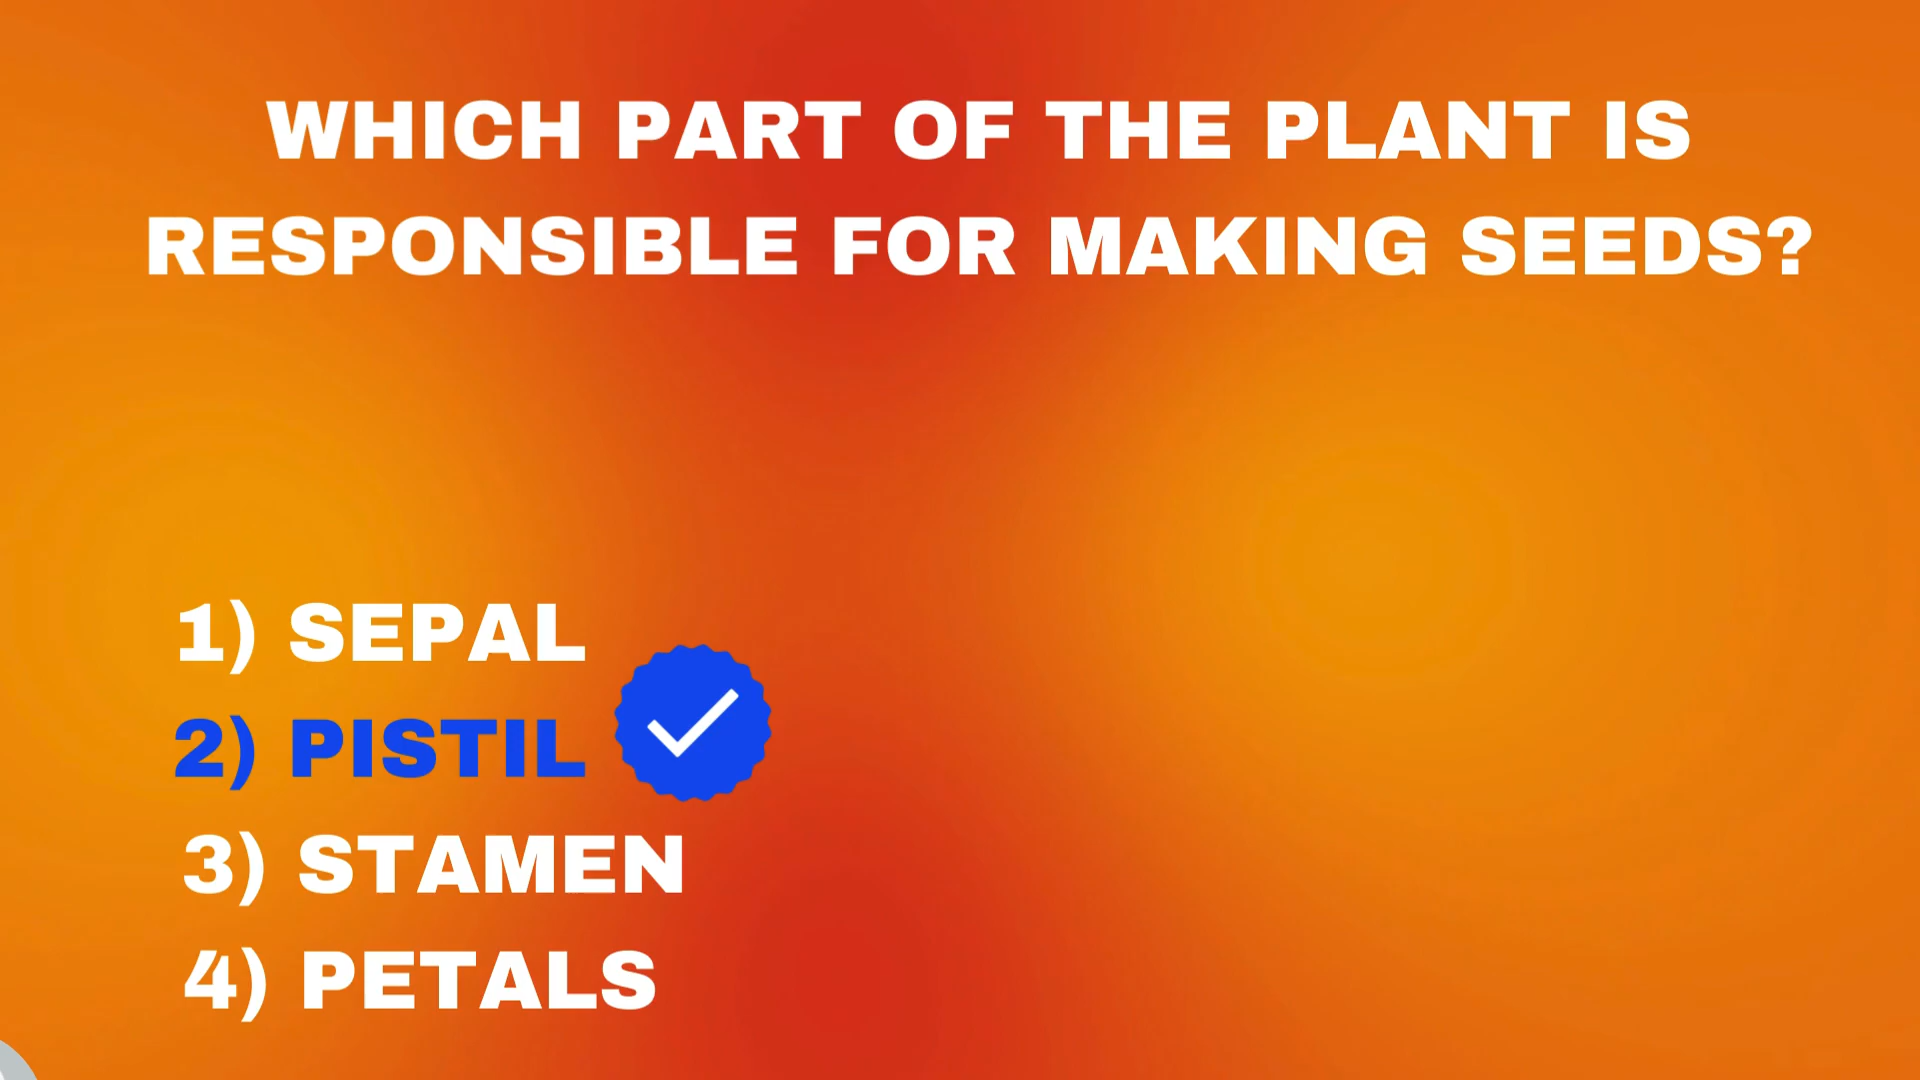 WHICH PART OF THE PLANT IS
RESPONSIBLE FOR MAKING SEEDS?
1) SEPAL
2) PISTIL
3) STAMEN
4) PETALS